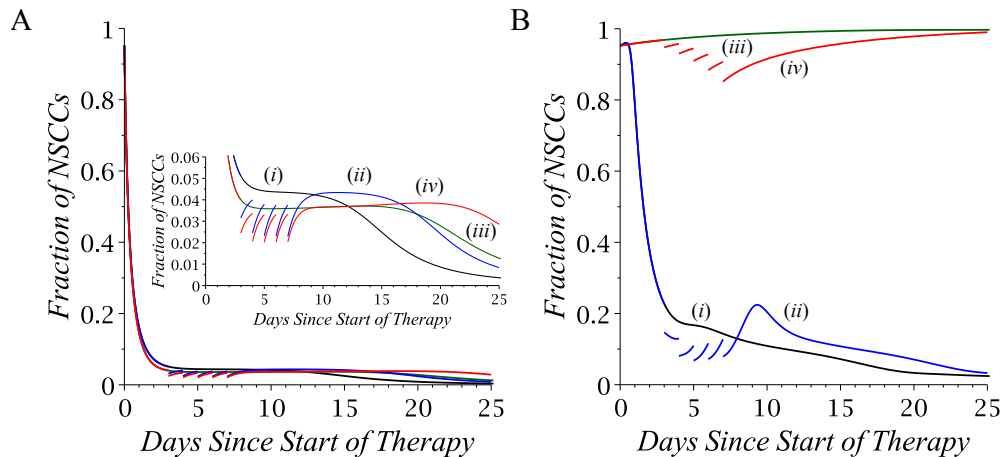 A
Fraction of NSCCs
1
0.8
0.6
0.4
0.2
0
0 5 10 15 20 25
Days Since Start of Therapy
Fraction of NSCCs
0.06
0.05
0.04
0.03
0.02
0.01
0
0 5 10 15 20 25
Days Since Start of Therapy
(i)
(ii)
(iv)
(iii)
B
Fraction of NSCCs
1
0.8
0.6
0.4
0.2
0
0 5 10 15 20 25
Days Since Start of Therapy
(iii)
(iv)
(i)
(ii)